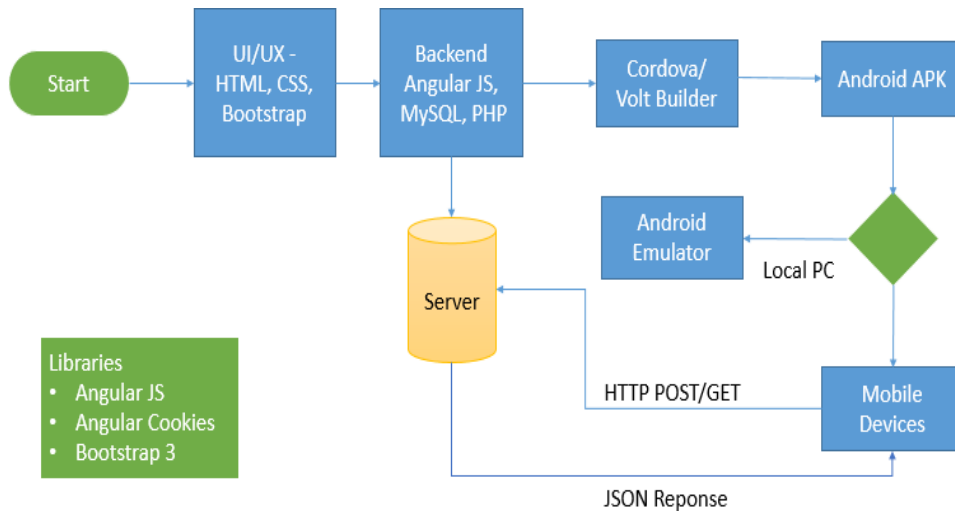 Start
UI/UX -
HTML, CSS,
Bootstrap
Backend
Angular JS,
MySQL, PHP
Cordova/
Volt Builder
Android APK
Android
Emulator
Local PC
Server
Libraries
• Angular JS
• Angular Cookies
• Bootstrap 3
HTTP POST/GET
Mobile
Devices
JSON Reponse